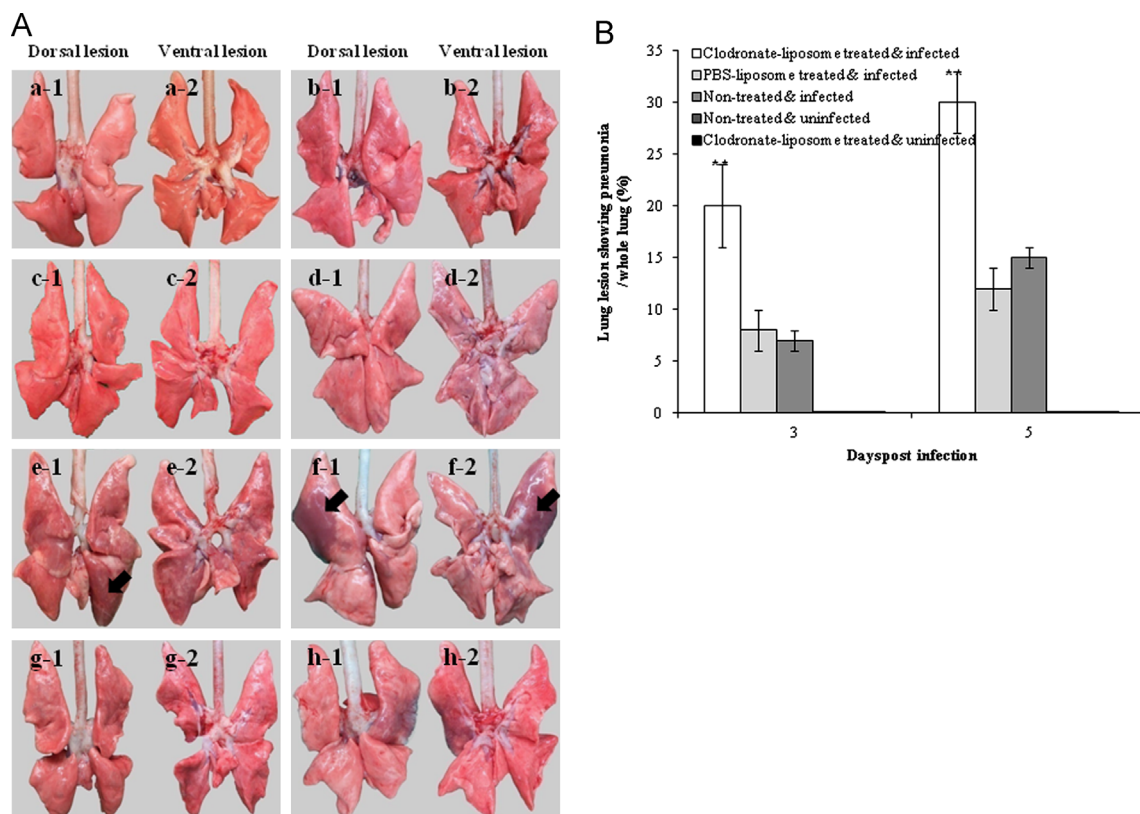 A
Dorsal lesion Ventral lesion Dorsal lesion Ventral lesion
a-1 a-2 b-1 b-2
c-1 c-2 d-1 d-2
e-1 e-2 f-1 f-2
g-1 g-2 h-1 h-2
B
Lung lesion showing pneumonia
/ whole lung (%)
35
30
25
20
15
10
5
0
Clodronate-liposome treated & infected
PBS-liposome treated & infected
Non-treated & infected
Non-treated & uninfected
Clodronate-liposome treated & uninfected
**
**
3 5
Dayspost infection